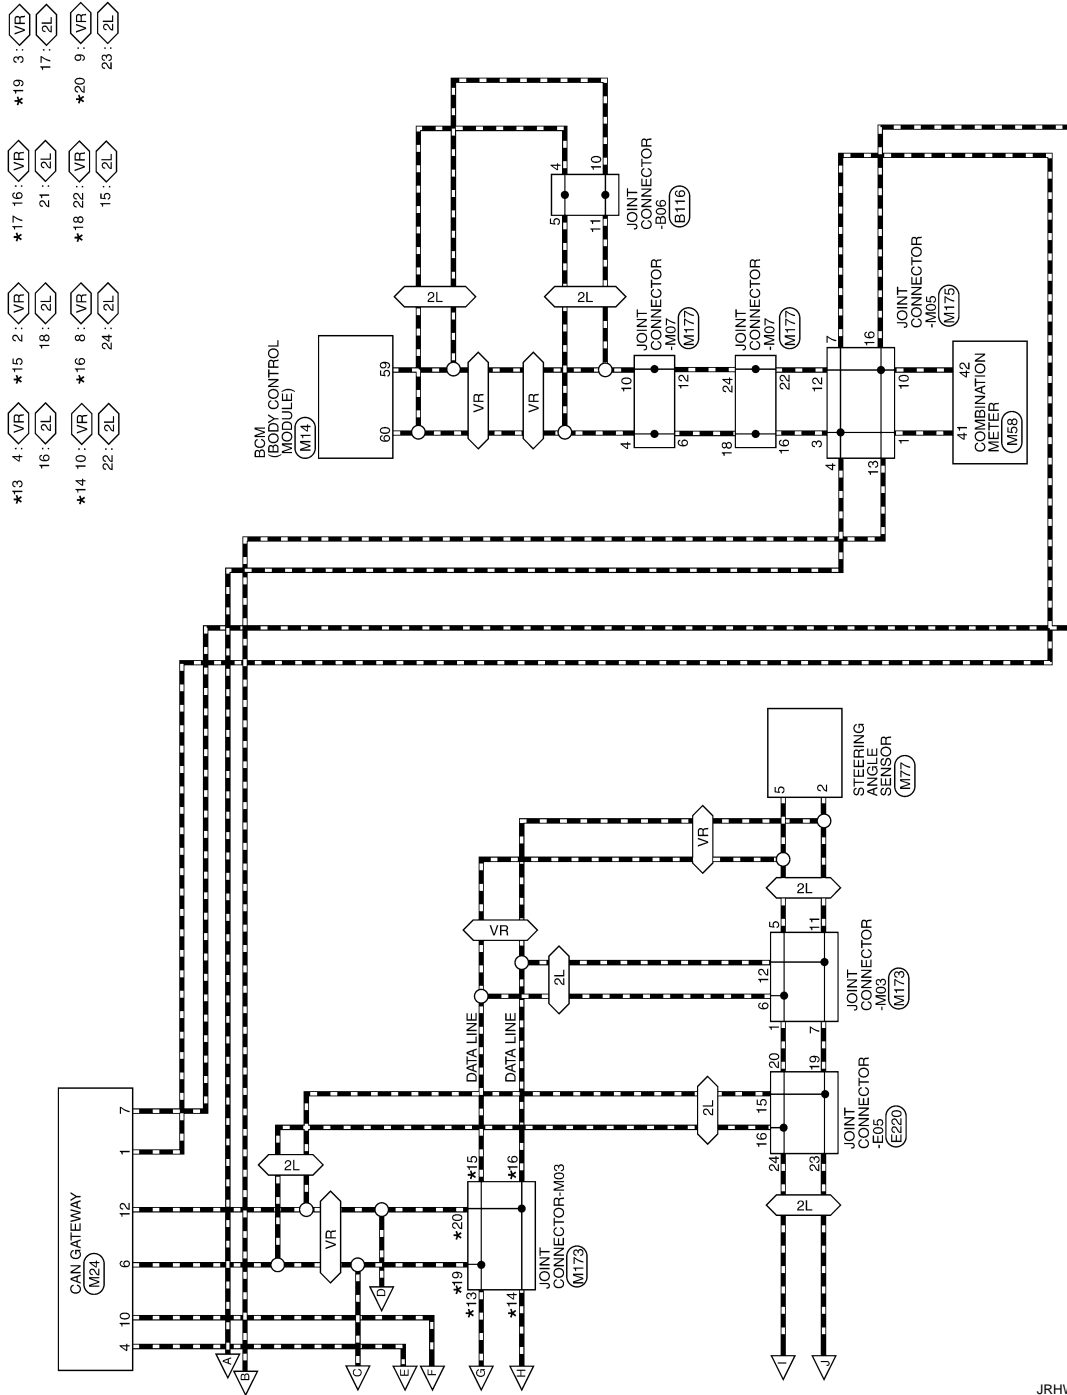 *13 4 : VR
16 : 2L
*14 10 : VR
22 : 2L
*15 2 : VR
18 : 2L
*16 8 : VR
24 : 2L
*17 16 : VR
21 : 2L
*18 22 : VR
15 : 2L
*19 3 : VR
17 : 2L
*20 9 : VR
23 : 2L
BCM
(BODY CONTROL
MODULE)
M14
60
59
2L
2L
VR
VR
5
4
11
10
JOINT
CONNECTOR
-B06
B116
4
10
6
12
JOINT
CONNECTOR
-M07
M177
18
24
16
22
JOINT
CONNECTOR
-M07
M177
3
12
4
7
13
16
1
10
JOINT
CONNECTOR
-M05
M175
41
42
COMBINATION
METER
M58
CAN GATEWAY
M24
4
10
6
12
1
7
A
B
C
D
E
F
G
H
I
J
2L
VR
*19
*20
*13
*15
*14
*16
JOINT
CONNECTOR-M03
M173
DATA LINE
DATA LINE
VR
2L
VR
2L
2L
2L
5
2
STEERING
ANGLE
SENSOR
M77
6
12
5
11
1
7
JOINT
CONNECTOR
-M03
M173
16
15
20
19
24
23
JOINT
CONNECTOR
-E05
E220